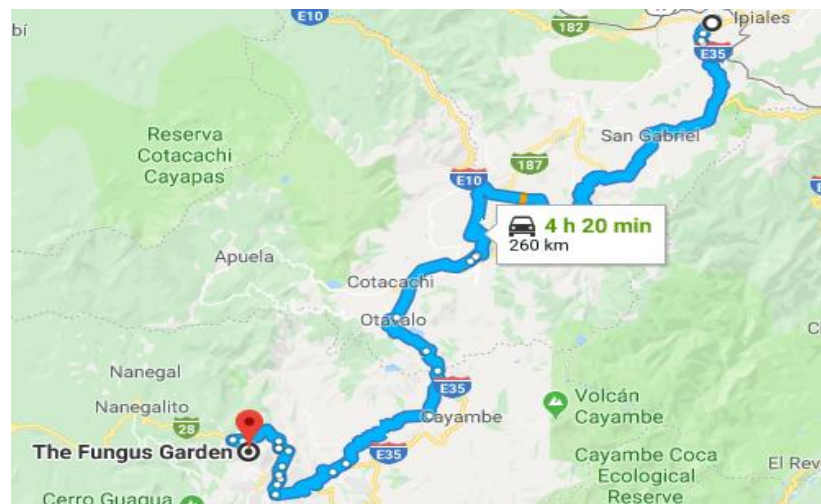 bí
E10
182
Ipiales
E35
San Gabriel
Reserva
Cotacachi
Cayapas
187
E10
4 h 20 min
260 km
Apuela
Cotacachi
Otavalo
Nanegal
Nanegalito
E35
Cayambe
Volcán
Cayambe
28
The Fungus Garden
E35
Cayambe Coca
Ecological
Reserve
El Rev
Cerro Guagua